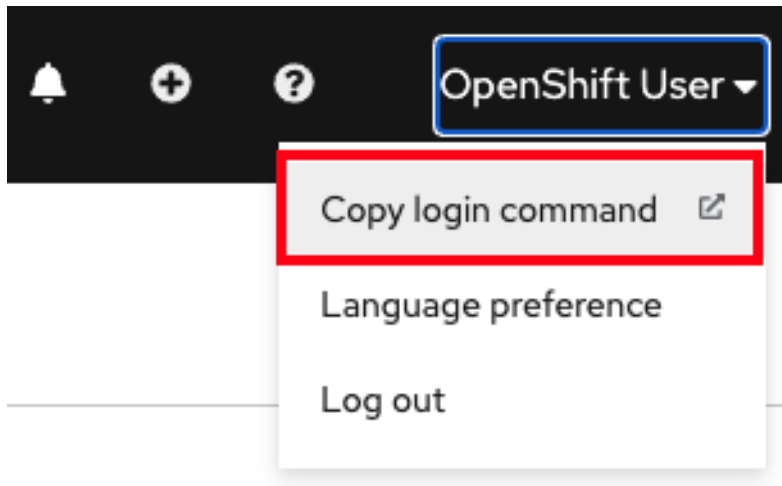 OpenShift User
Copy login command
Language preference
Log out